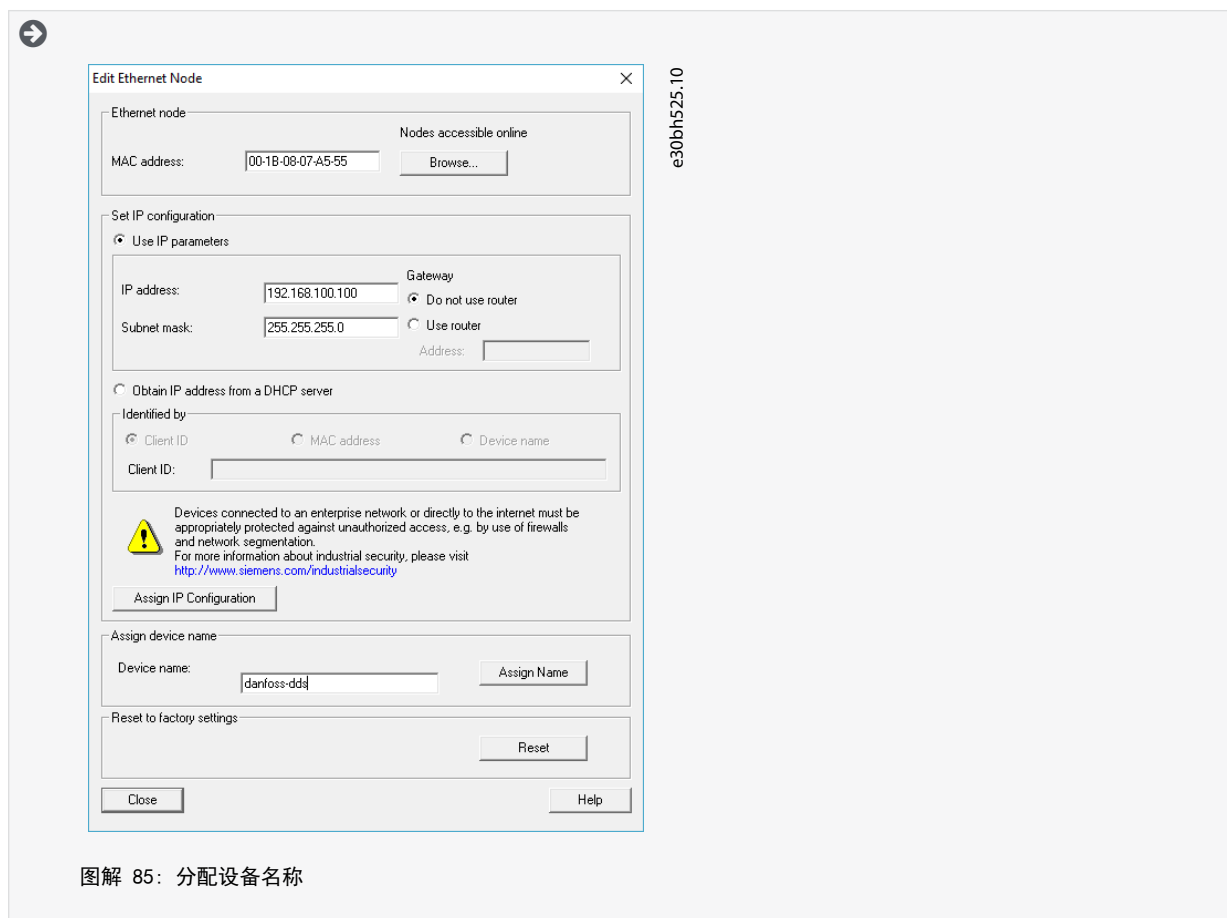 Edit Ethernet Node
Ethernet node
Nodes accessible online
MAC address:
00-1B-08-07-A5-55
Browse...
Set IP configuration
Use IP parameters
IP address:
192.168.100.100
Gateway
Do not use router
Subnet mask:
255.255.255.0
Use router
Address:
Obtain IP address from a DHCP server
Identified by
Client ID
MAC address
Device name
Client ID:
Devices connected to an enterprise network or directly to the internet must be
appropriately protected against unauthorized access, e.g. by use of firewalls
and network segmentation.
For more information about industrial security, please visit
http://www.siemens.com/industrialsecurity
Assign IP Configuration
Assign device name
Device name:
danfoss-dds
Assign Name
Reset to factory settings
Reset
Close
Help
e30bh525.10
图解 85: 分配设备名称